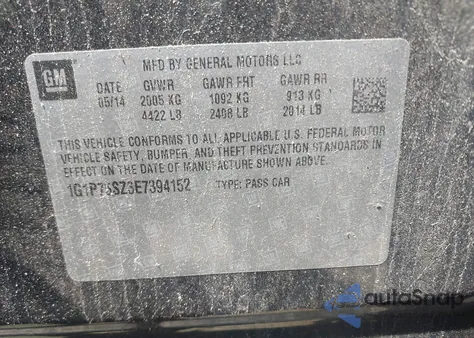 GM
MFD BY GENERAL MOTORS LLC
DATE GVWR GAWR FRT GAWR RR
05/14 2005 KG 1092 KG 913 KG
4422 LB 2408 LB 2014 LB
THIS VEHICLE CONFORMS TO ALL APPLICABLE U.S. FEDERAL MOTOR
VEHICLE SAFETY, BUMPER, AND THEFT PREVENTION STANDARDS IN
EFFECT ON THE DATE OF MANUFACTURE SHOWN ABOVE.
TYPE: PASS CAR
autoSnap